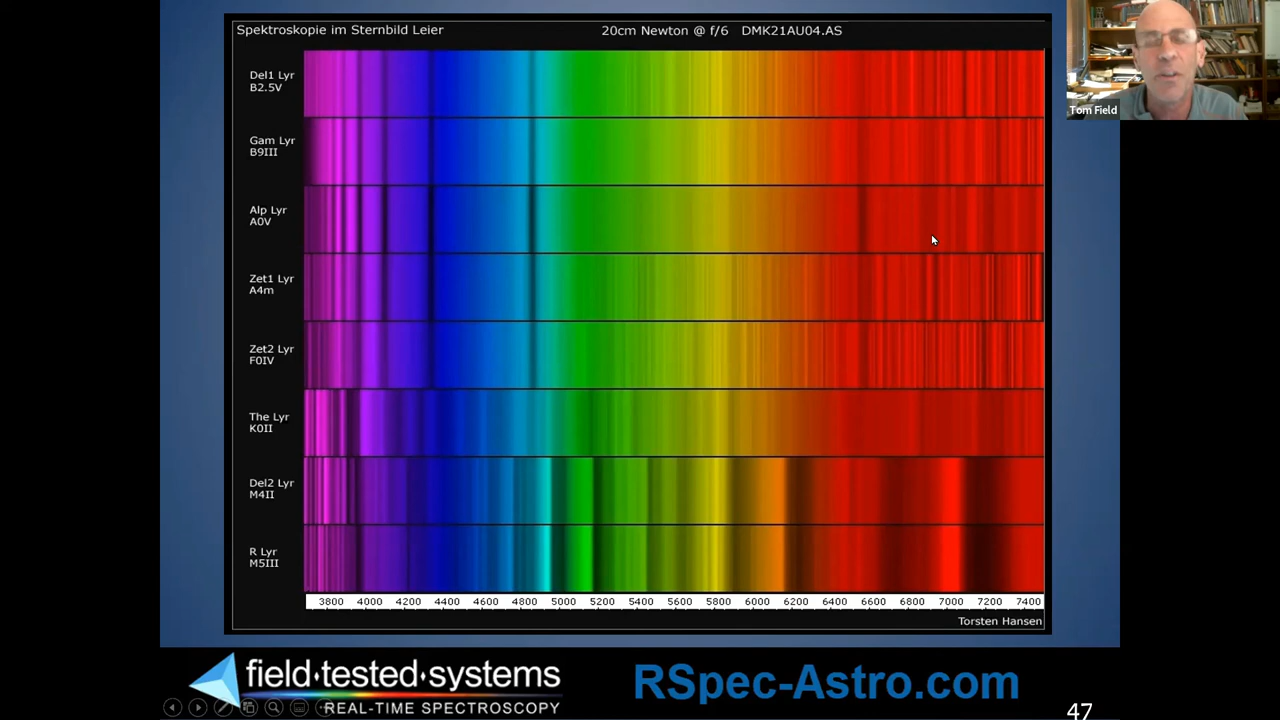 Spektroskopie im Sternbild Leier
20cm Newton @ f/6 DMK21AU04.AS
Tom Field
Del1 Lyr
B2.5V
Gam Lyr
B9III
Alp Lyr
A0V
Zet1 Lyr
A4m
Zet2 Lyr
F0IV
The Lyr
K0II
Del2 Lyr
M4II
R Lyr
M5III
3800 4000 4200 4400 4600 4800 5000 5200 5400 5600 5800 6000 6200 6400 6600 6800 7000 7200 7400
Torsten Hansen
field·tested·systems
REAL-TIME SPECTROSCOPY
RSpec-Astro.com
47